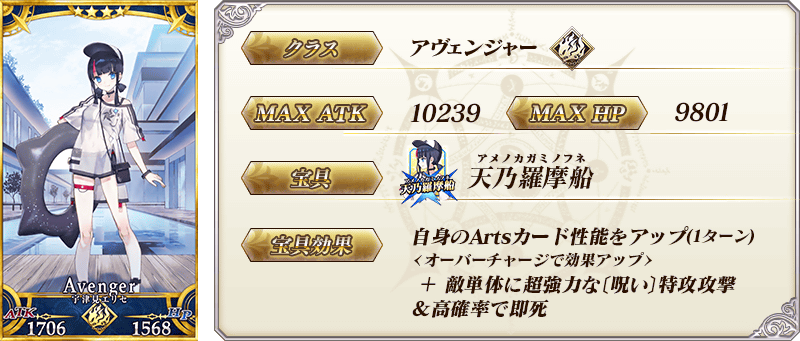 Avenger
宇津見エリセ
ATK
1706
HP
1568
クラス
アヴェンジャー
MAX ATK
10239
MAX HP
9801
宝具
天乃羅摩船
アメノカガミノフネ
天乃羅摩船
宝具効果
自身のArtsカード性能をアップ(1ターン)
<オーバーチャージで効果アップ>
＋ 敵単体に超強力な〔呪い〕特攻攻撃
&高確率で即死